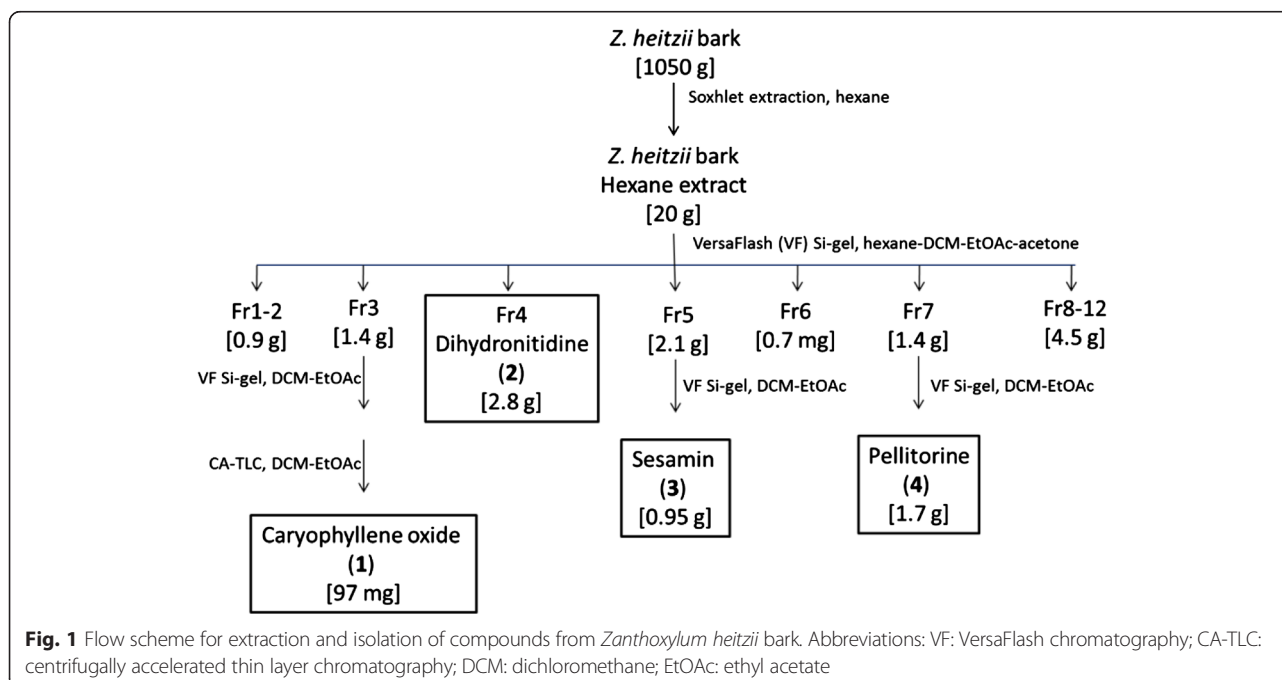 Z. heitzii bark
[1050 g]
Soxhlet extraction, hexane
Z. heitzii bark
Hexane extract
[20 g]
VersaFlash (VF) Si-gel, hexane-DCM-EtOAc-acetone
Fr1-2
[0.9 g]
Fr3
[1.4 g]
Fr4
Dihydronitidine
(2)
[2.8 g]
Fr5
[2.1 g]
Fr6
[0.7 mg]
Fr7
[1.4 g]
Fr8-12
[4.5 g]
VF Si-gel, DCM-EtOAc
VF Si-gel, DCM-EtOAc
VF Si-gel, DCM-EtOAc
CA-TLC, DCM-EtOAc
Caryophyllene oxide
(1)
[97 mg]
Sesamin
(3)
[0.95 g]
Pellitorine
(4)
[1.7 g]
Fig. 1 Flow scheme for extraction and isolation of compounds from Zanthoxylum heitzii bark. Abbreviations: VF: VersaFlash chromatography; CA-TLC:
centrifugally accelerated thin layer chromatography; DCM: dichloromethane; EtOAc: ethyl acetate